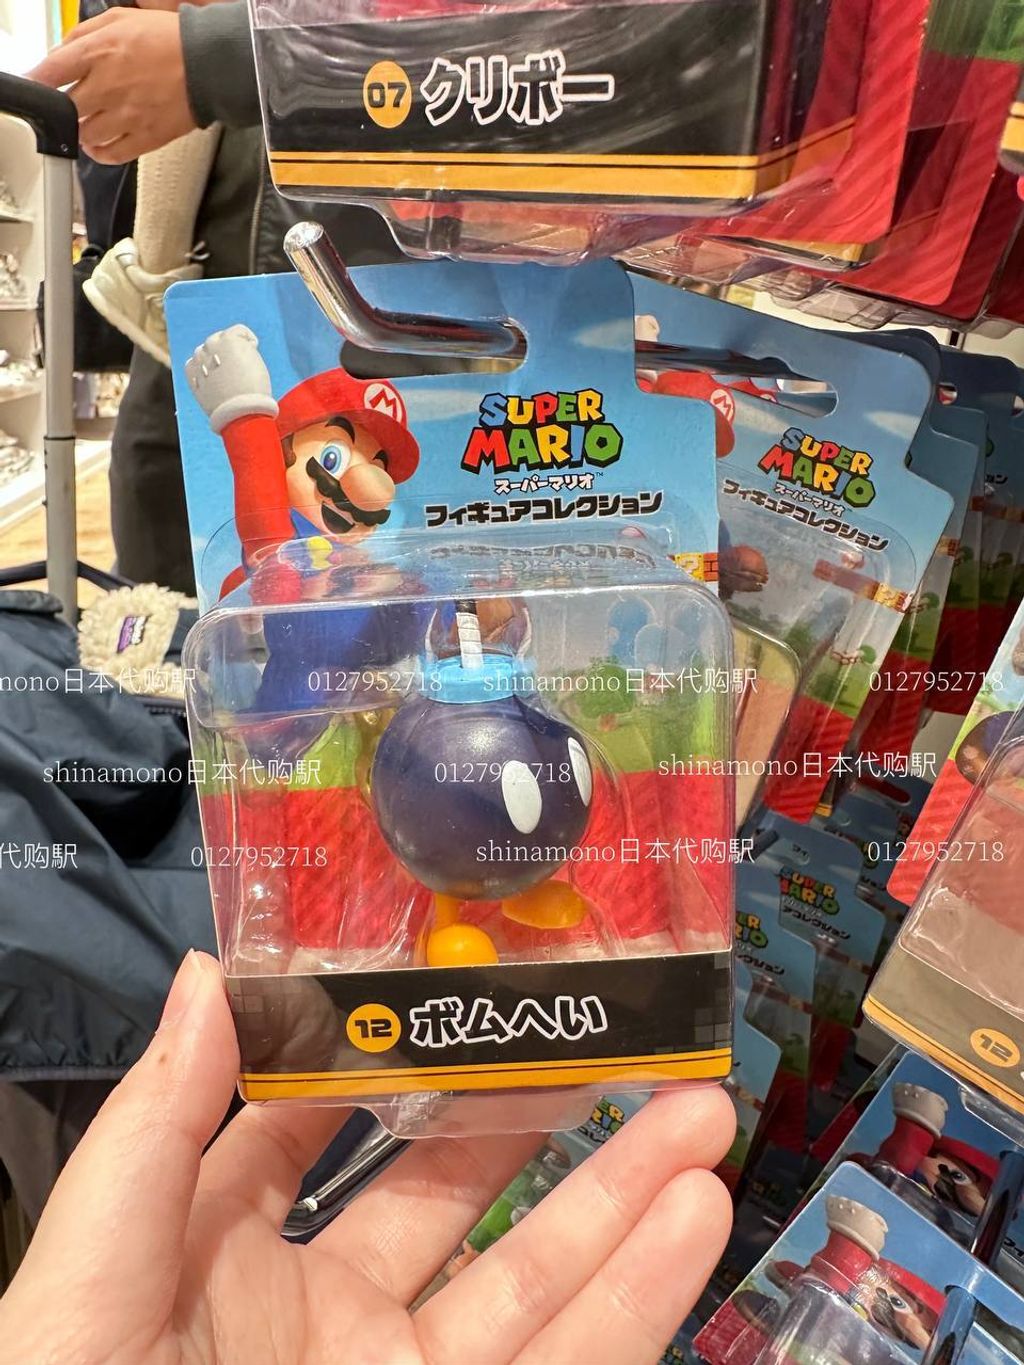 07 クリボー
M
SUPER
MARIO
スーパーマリオ
フィギュアコレクション
SUPER
MARIO
スーパーマリオ
フィギュアコレクション
mono日本代购駅 0127952718 shinamono日本代购駅 0127952718
shinamono日本代购駅 0127952718 shinamono日本代购駅
代购駅 0127952718 shinamono日本代购駅 0127952718
SUPER
MARIO
12 ボムへい
12